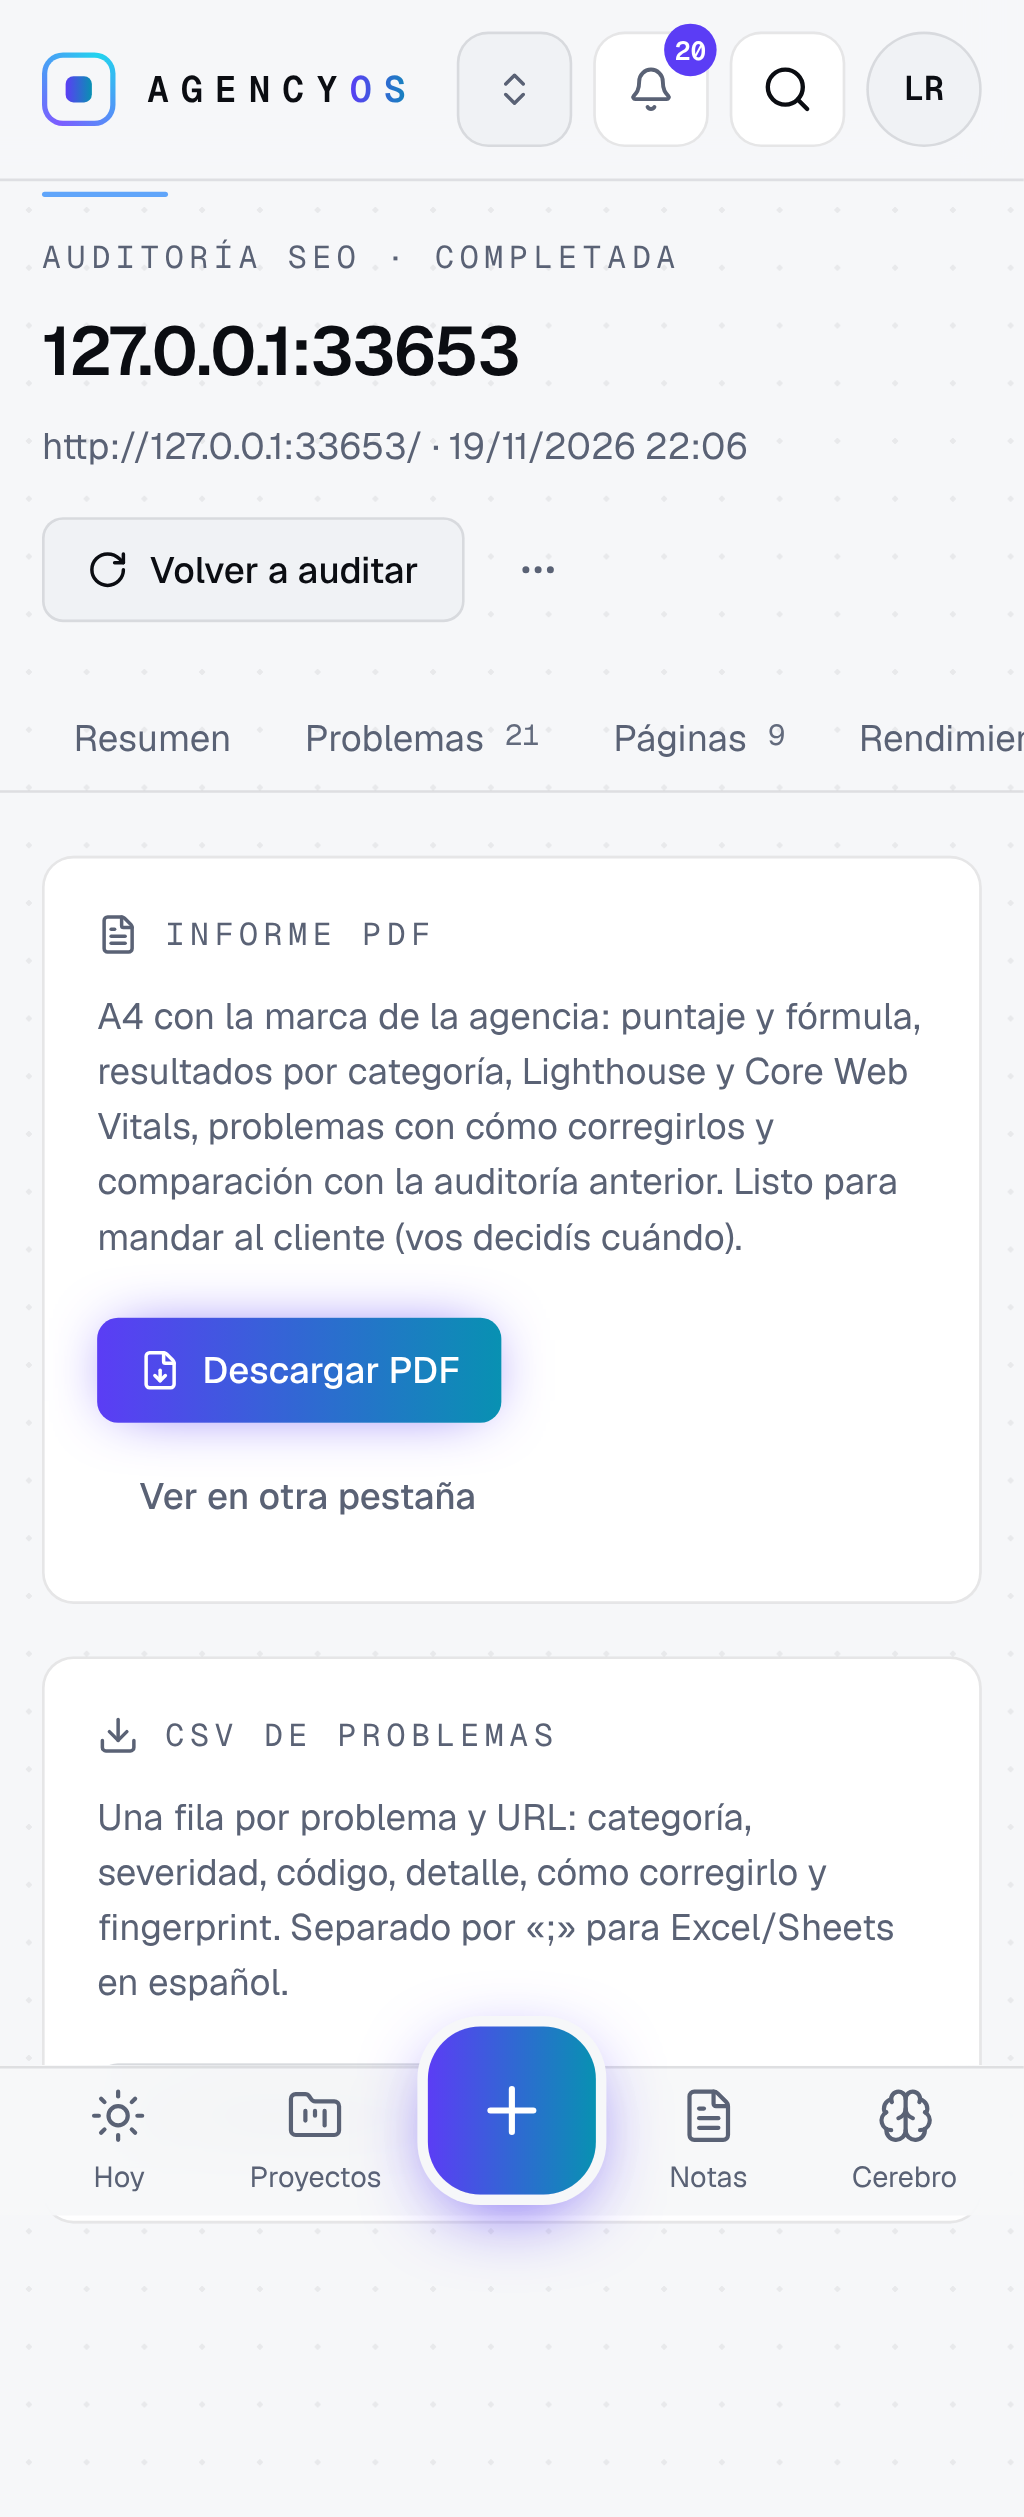 AGENCYOS
20
LR
AUDITORÍA SEO · COMPLETADA
127.0.0.1:33653
http://127.0.0.1:33653/ · 19/11/2026 22:06
Volver a auditar
Resumen Problemas 21 Páginas 9 Rendimier
INFORME PDF
A4 con la marca de la agencia: puntaje y fórmula,
resultados por categoría, Lighthouse y Core Web
Vitals, problemas con cómo corregirlos y
comparación con la auditoría anterior. Listo para
mandar al cliente (vos decidís cuándo).
Descargar PDF
Ver en otra pestaña
CSV DE PROBLEMAS
Una fila por problema y URL: categoría,
severidad, código, detalle, cómo corregirlo y
fingerprint. Separado por «;» para Excel/Sheets
en español.
Hoy Proyectos Notas Cerebro